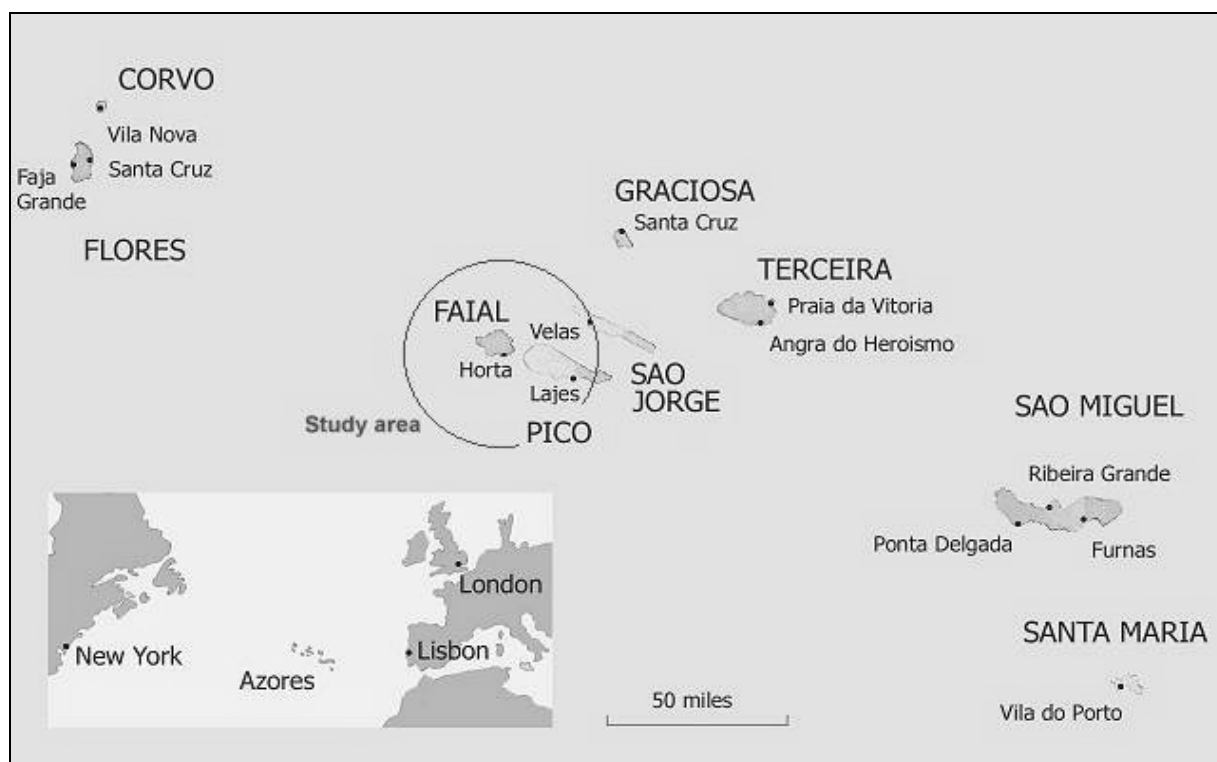 CORVO
Vila Nova
Santa Cruz
Faja
Grande
FLORES
GRACIOSA
Santa Cruz
TERCEIRA
Praia da Vitoria
Angra do Heroismo
FAIAL
Velas
Horta
Lajes
SAO
JORGE
PICO
Study area
SAO MIGUEL
Ribeira Grande
Ponta Delgada
Furnas
SANTA MARIA
Vila do Porto
50 miles
London
New York
Lisbon
Azores